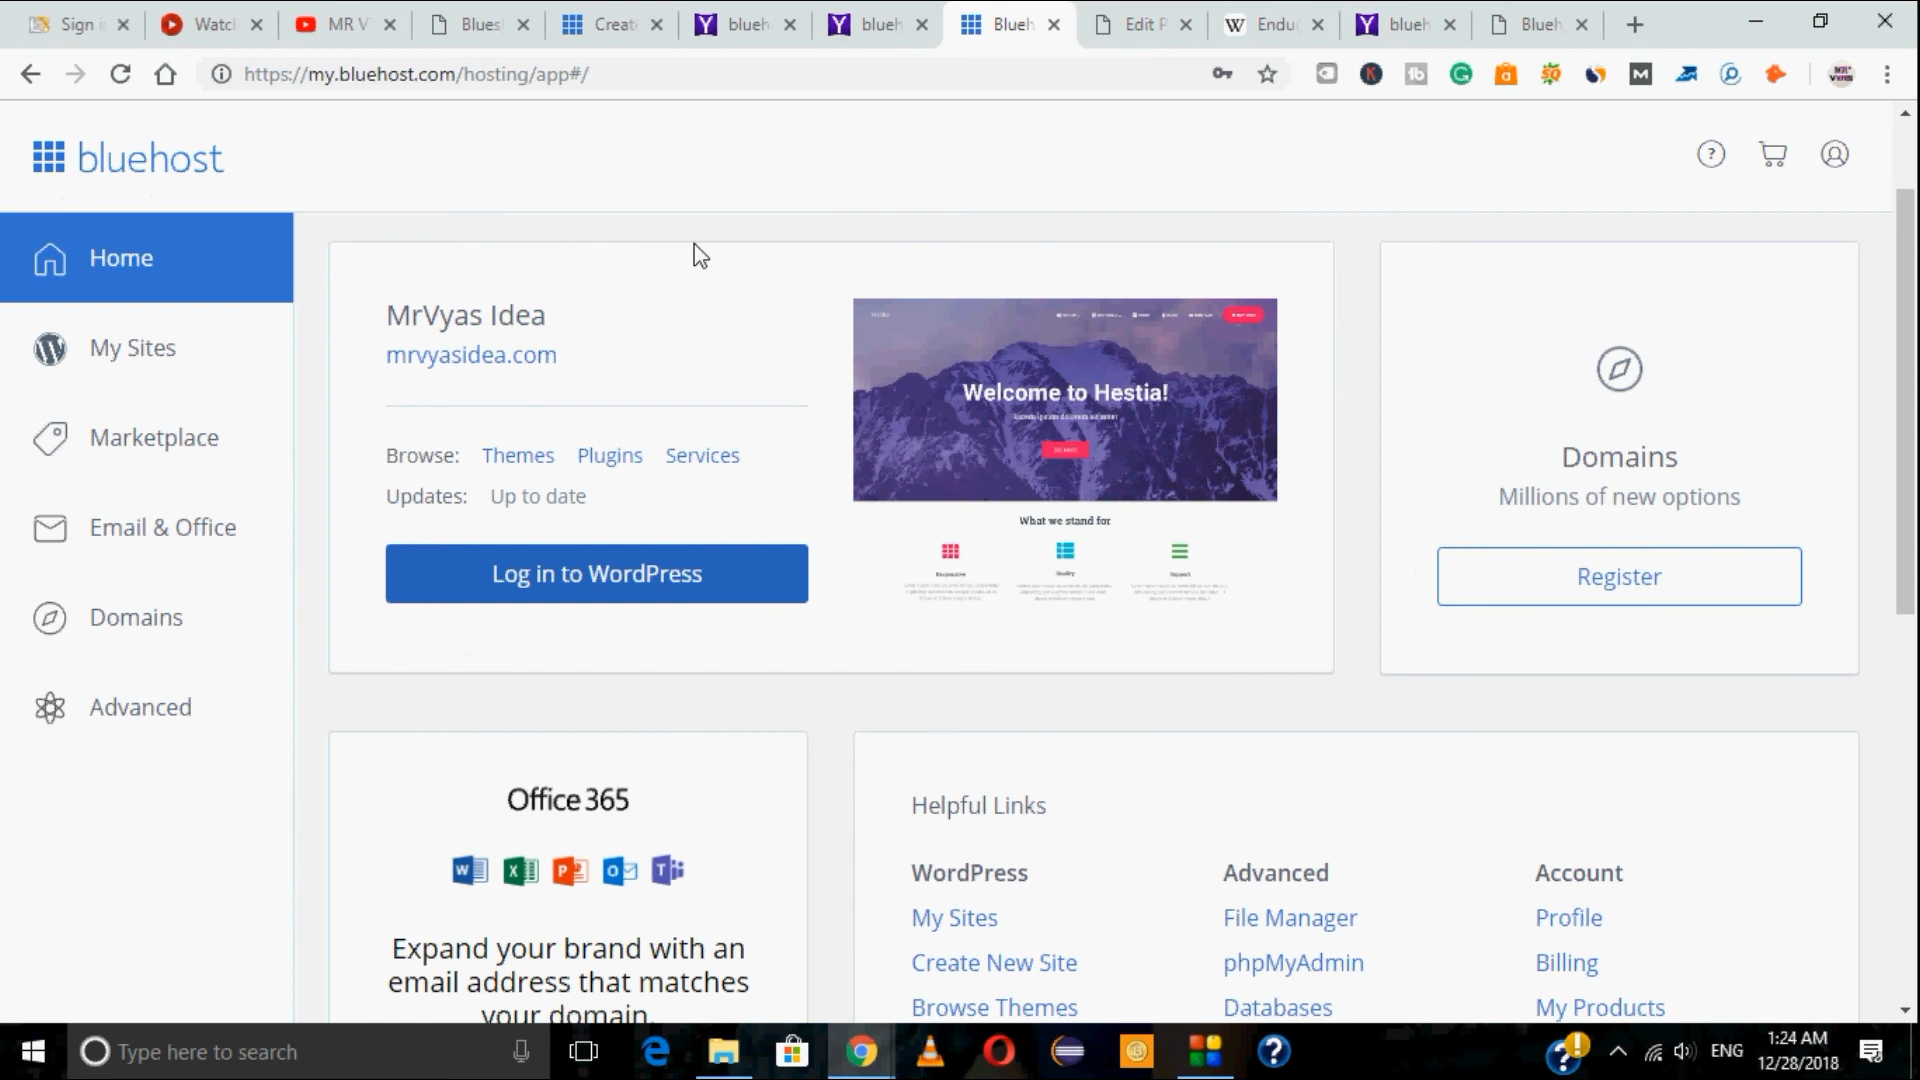 Sign i
Watch
MR V
Blues
Create
blueh
blueh
Blueh
Edit P
Endu
blueh
Blueh
https://my.bluehost.com/hosting/app#/
bluehost
Home
My Sites
Marketplace
Email & Office
Domains
Advanced
MrVyas Idea
mrvyasidea.com
Browse: Themes Plugins Services
Updates: Up to date
Log in to WordPress
Welcome to Hestia!
What we stand for
Domains
Millions of new options
Register
Office 365
Expand your brand with an
email address that matches
your domain.
Helpful Links
WordPress
My Sites
Create New Site
Browse Themes
Advanced
File Manager
phpMyAdmin
Databases
Account
Profile
Billing
My Products
Type here to search
ENG
1:24 AM
12/28/2018